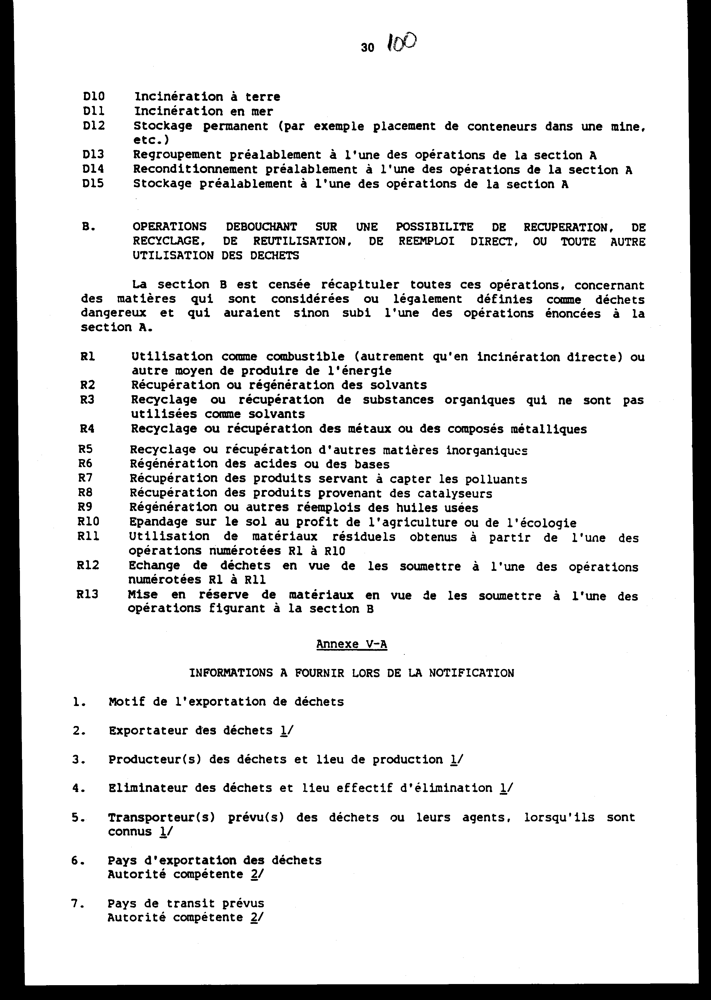 30 100
D10 Incinération à terre
D11 Incinération en mer
D12 Stockage permanent (par exemple placement de conteneurs dans une mine,
etc.)
D13 Regroupement préalablement à l'une des opérations de la section A
D14 Reconditionnement préalablement à l'une des opérations de la section A
D15 Stockage préalablement à l'une des opérations de la section A
B. OPERATIONS DEBOUCHANT SUR UNE POSSIBILITE DE RECUPERATION, DE
RECYCLAGE, DE REUTILISATION, DE REEMPLOI DIRECT, OU TOUTE AUTRE
UTILISATION DES DECHETS
La section B est censée récapituler toutes ces opérations, concernant
des matières qui sont considérées ou légalement définies comme déchets
dangereux et qui auraient sinon subi l'une des opérations énoncées à la
section A.
R1 Utilisation comme combustible (autrement qu'en incinération directe) ou
autre moyen de produire de l'énergie
R2 Récupération ou régénération des solvants
R3 Recyclage ou récupération de substances organiques qui ne sont pas
utilisées comme solvants
R4 Recyclage ou récupération des métaux ou des composés métalliques
R5 Recyclage ou récupération d'autres matières inorganiques
R6 Régénération des acides ou des bases
R7 Récupération des produits servant à capter les polluants
R8 Récupération des produits provenant des catalyseurs
R9 Régénération ou autres réemplois des huiles usées
R10 Epandage sur le sol au profit de l'agriculture ou de l'écologie
R11 Utilisation de matériaux résiduels obtenus à partir de l'une des
opérations numérotées R1 à R10
R12 Echange de déchets en vue de les soumettre à l'une des opérations
numérotées R1 à R11
R13 Mise en réserve de matériaux en vue de les soumettre à l'une des
opérations figurant à la section B
Annexe V-A
INFORMATIONS A FOURNIR LORS DE LA NOTIFICATION
1. Motif de l'exportation de déchets
2. Exportateur des déchets 1/
3. Producteur(s) des déchets et lieu de production 1/
4. Eliminateur des déchets et lieu effectif d'élimination 1/
5. Transporteur(s) prévu(s) des déchets ou leurs agents, lorsqu'ils sont
connus 1/
6. Pays d'exportation des déchets
Autorité compétente 2/
7. Pays de transit prévus
Autorité compétente 2/